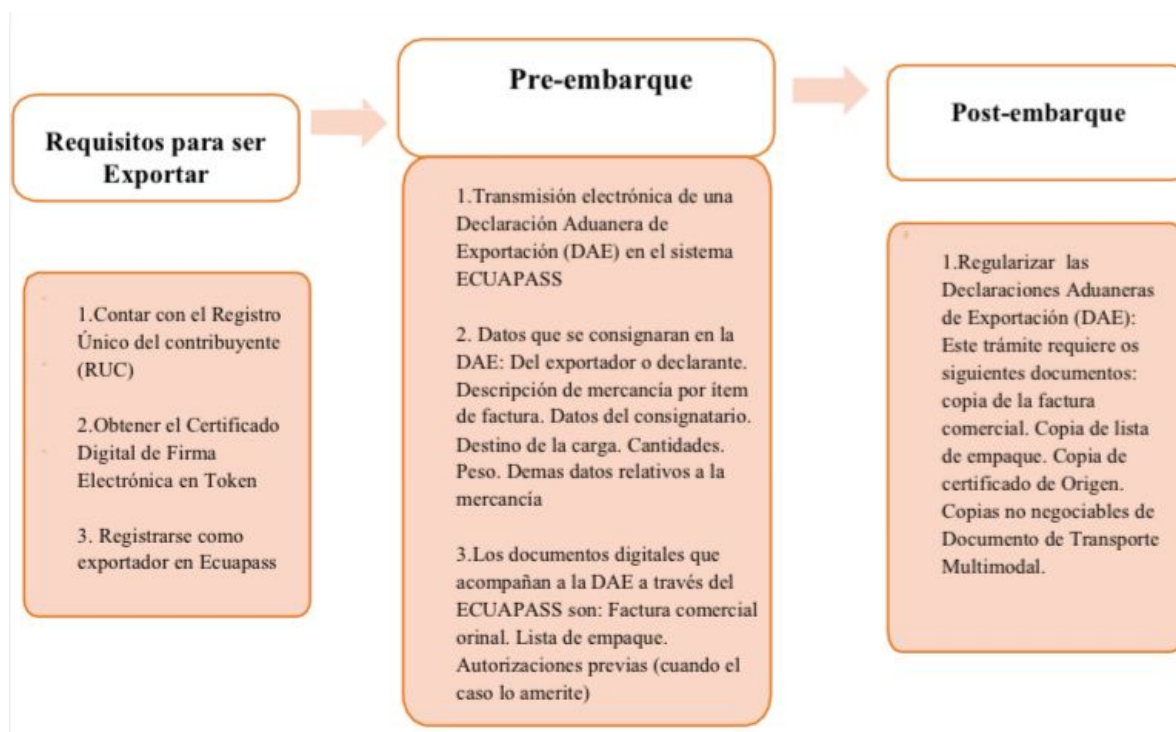 Requisitos para ser
Exportar
1.Contar con el Registro
Único del contribuyente
(RUC)
2.Obtener el Certificado
Digital de Firma
Electrónica en Token
3. Registrarse como
exportador en Ecuapass
Pre-embarque
1.Transmisión electrónica de una
Declaración Aduanera de
Exportación (DAE) en el sistema
ECUAPASS
2. Datos que se consignaran en la
DAE: Del exportador o declarante.
Descripción de mercancía por ítem
de factura. Datos del consignatario.
Destino de la carga. Cantidades.
Peso. Demas datos relativos a la
mercancía
3.Los documentos digitales que
acompañan a la DAE a través del
ECUAPASS son: Factura comercial
orinal. Lista de empaque.
Autorizaciones previas (cuando el
caso lo amerite)
Post-embarque
1.Regularizar las
Declaraciones Aduaneras
de Exportación (DAE):
Este trámite requiere os
siguientes documentos:
copia de la factura
comercial. Copia de lista
de empaque. Copia de
certificado de Origen.
Copias no negociables de
Documento de Transporte
Multimodal.